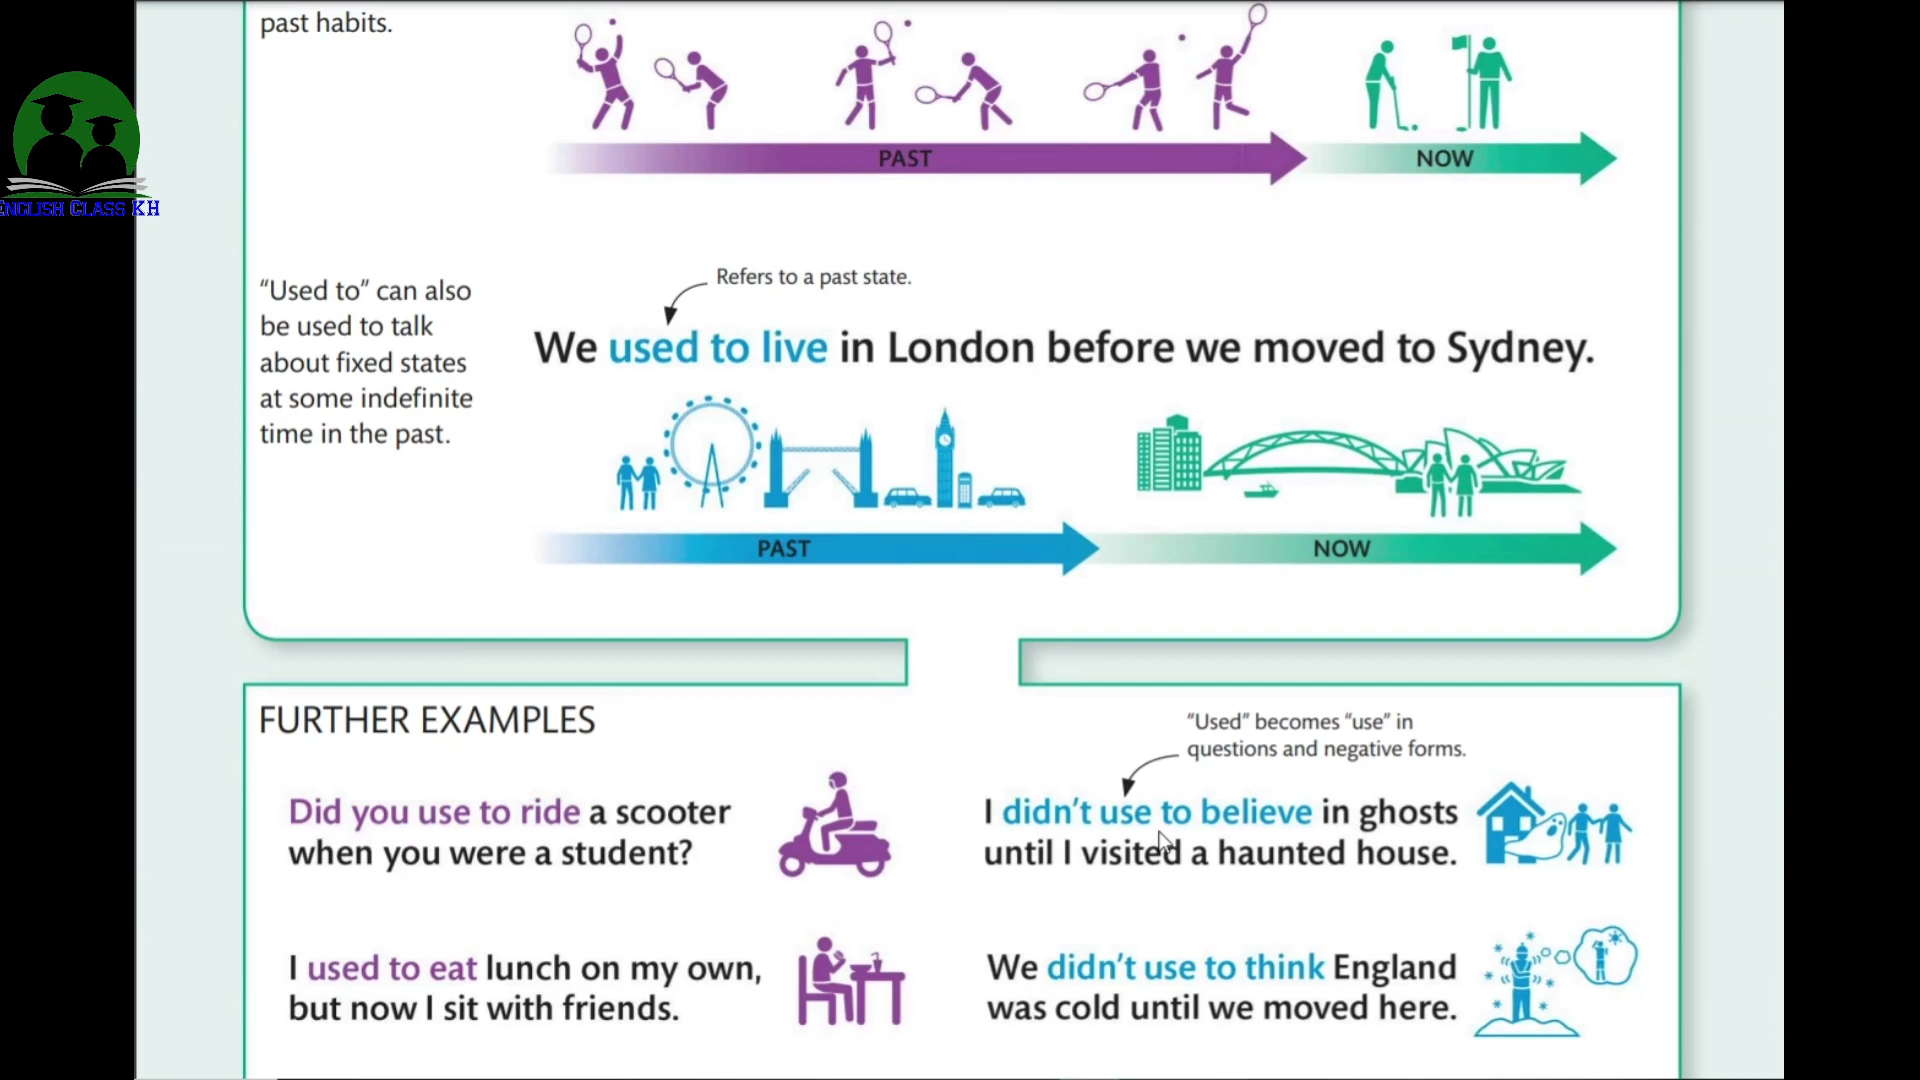 past habits.
PAST
NOW
ENGLISH CLASS KH
Refers to a past state.
“Used to” can also
be used to talk
about fixed states
at some indefinite
time in the past.
We used to live in London before we moved to Sydney.
PAST
NOW
FURTHER EXAMPLES
Did you use to ride a scooter
when you were a student?
“Used” becomes “use” in
questions and negative forms.
I didn’t use to believe in ghosts
until I visited a haunted house.
I used to eat lunch on my own,
but now I sit with friends.
We didn’t use to think England
was cold until we moved here.